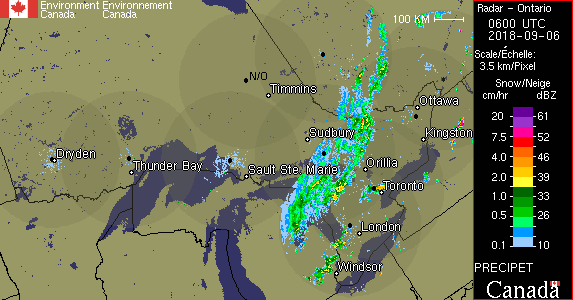 Environment Environnement
Canada Canada
100 KM
N/O
Timmins
Ottawa
Sudbury
Kingston
Dryden
Thunder Bay
Sault Ste. Marie
Orillia
Toronto
London
Windsor
Radar - Ontario
0600 UTC
2018-09-06
Scale/Échelle:
3.5 km/Pixel
Snow/Neige
cm/hr dBZ
20 61
7.5 52
4.0 46
2.0 39
1.0 33
0.5 26
0.1 10
PRECIPET
Canada